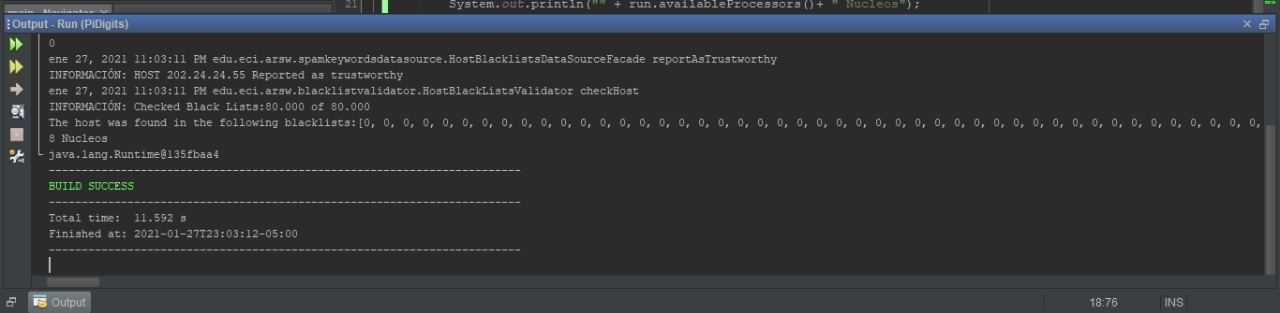 main - Navigator ×
21 System.out.println("" + run.availableProcessors()+ " Nucleos");
Output - Run (PiDigits)
0
ene 27, 2021 11:03:11 PM edu.eci.arsw.spamkeywordsdatasource.HostBlacklistsDataSourceFacade reportAsTrustworthy
INFORMACIÓN: HOST 202.24.24.55 Reported as trustworthy
ene 27, 2021 11:03:11 PM edu.eci.arsw.blacklistvalidator.HostBlackListsValidator checkHost
INFORMACIÓN: Checked Black Lists:80.000 of 80.000
The host was found in the following blacklists:[0, 0, 0, 0, 0, 0, 0, 0, 0, 0, 0, 0, 0, 0, 0, 0, 0, 0, 0, 0, 0, 0, 0, 0, 0, 0, 0, 0, 0, 0, 0, 0, 0, 0, 0, 0, 0, 0, 0, 0, 0, 0, 0, 0, 0, 0,
8 Nucleos
java.lang.Runtime@135fbaa4
------------------------------------------------------------------------
BUILD SUCCESS
------------------------------------------------------------------------
Total time:  11.592 s
Finished at: 2021-01-27T23:03:12-05:00
------------------------------------------------------------------------
Output
18:76 INS